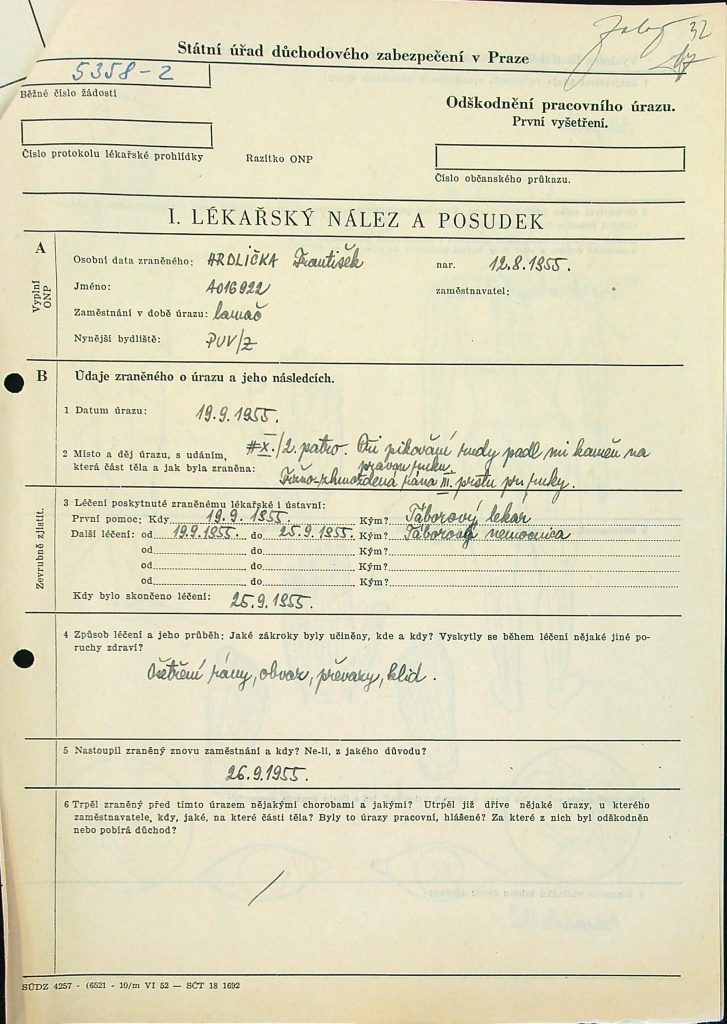 32
Státní úřad důchodového zabezpečení v Praze
5358-2
Běžné číslo žádosti
Odškodnění pracovního úrazu.
První vyšetření.
Číslo protokolu lékařské prohlídky
Razítko ONP
Číslo občanského průkazu.
I. LÉKAŘSKÝ NÁLEZ A POSUDEK
A
Vyplní ONP
Osobní data zraněného: HRDLIČKA František nar. 12.8.1955.
Jméno: A016922 zaměstnavatel:
Zaměstnání v době úrazu: lamač
Nynější bydliště: PUV/Z
B
Údaje zraněného o úrazu a jeho následcích.
1 Datum úrazu: 19.9.1955.
2 Místo a děj úrazu, s udáním, X./2. patro. Při pikování rudy padl mi kameň na
která část těla a jak byla zraněna: pravou ruku.
Tržno-zhmožděná rána III. prstu pr. ruky.
Zevrubně zjistit.
3 Léčení poskytnuté zraněnému lékařské i ústavní:
První pomoc: Kdy 19.9.1955. Kým? Táborový lekar
Další léčení: od 19.9.1955. do 25.9.1955. Kým? Táborová nemocnica
od do Kým?
od do Kým?
od do Kým?
Kdy bylo skončeno léčení: 25.9.1955.
4 Způsob léčení a jeho průběh: Jaké zákroky byly učiněny, kde a kdy? Vyskytly se během léčení nějaké jiné po-
ruchy zdraví?
Ošetření rány, obvaz, převazy, klid.
5 Nastoupil zraněný znovu zaměstnání a kdy? Ne-li, z jakého důvodu?
26.9.1955.
6 Trpěl zraněný před tímto úrazem nějakými chorobami a jakými? Utrpěl již dříve nějaké úrazy, u kterého
zaměstnavatele, kdy, jaké, na které části těla? Byly to úrazy pracovní, hlášené? Za které z nich byl odškodněn
nebo pobírá důchod?
/
SÚDZ 4257 - (6521 - 10/m VI 52 — SČT 18 1692